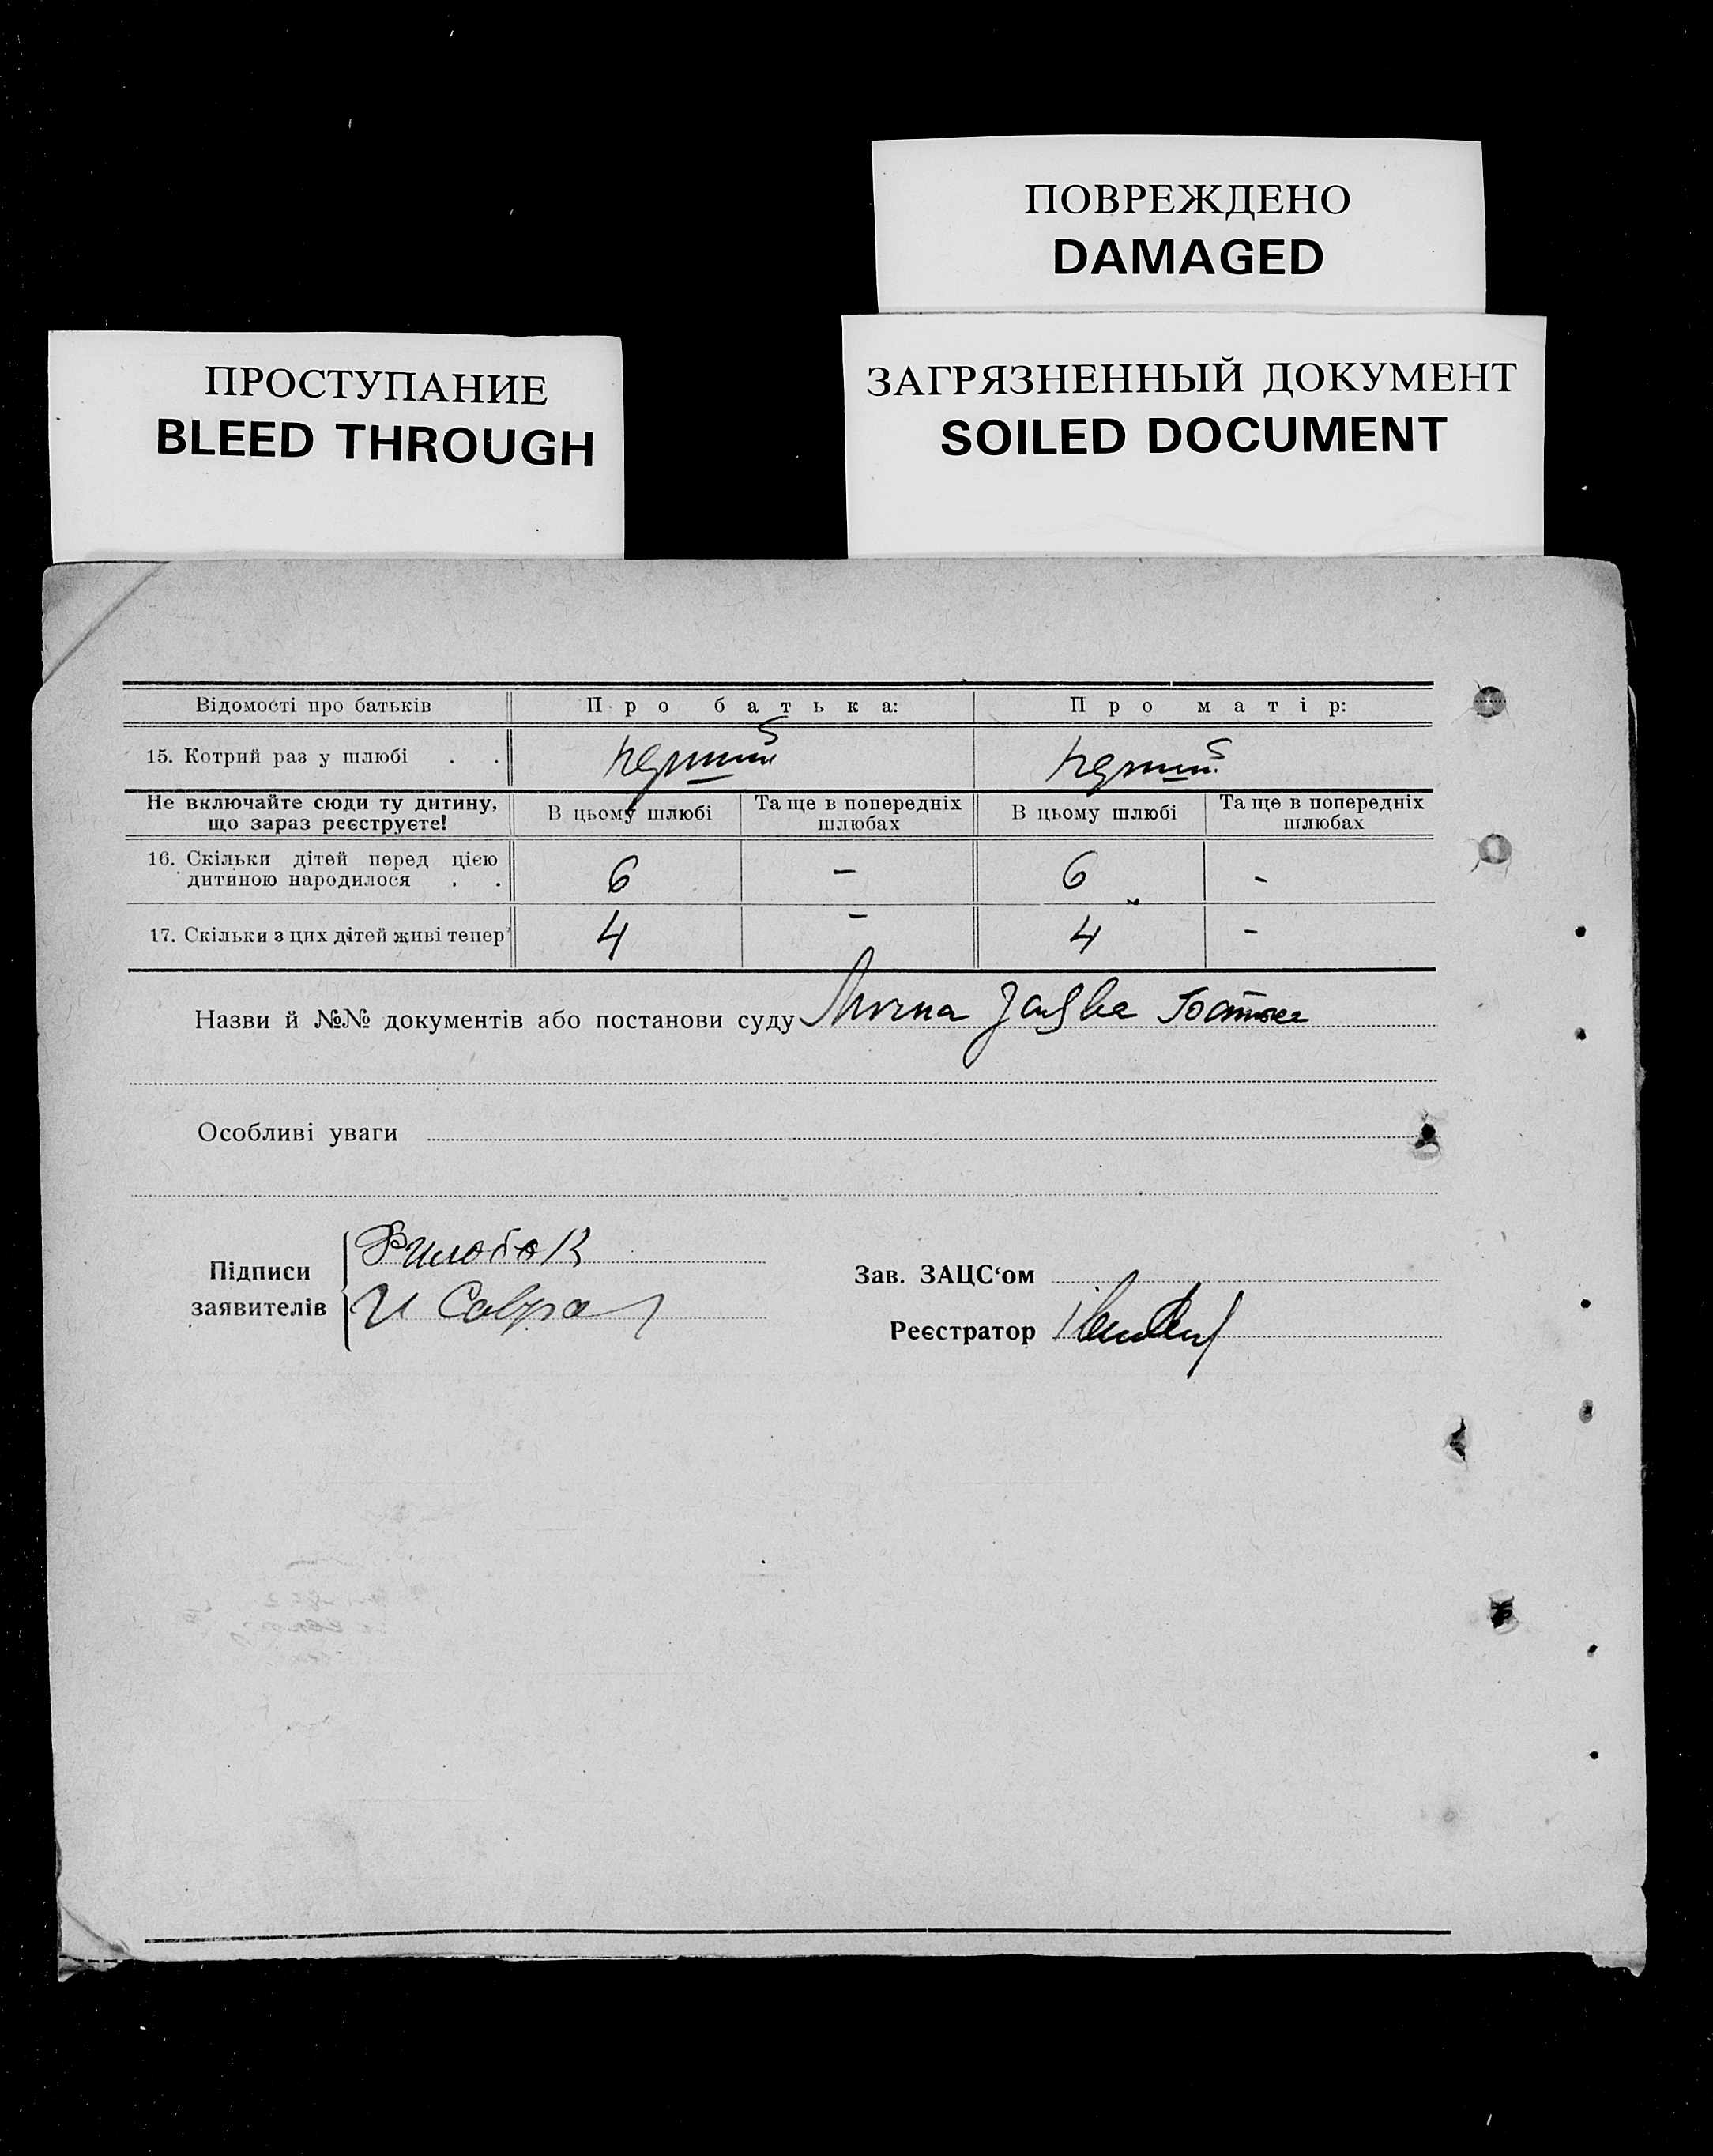 ПОВРЕЖДЕНО
DAMAGED
ПРОСТУПАНИЕ
BLEED THROUGH
ЗАГРЯЗНЕННЫЙ ДОКУМЕНТ
SOILED DOCUMENT
Відомості про батьків Про батька: Про матір:
15. Котрий раз у шлюбі . . перший перший
Не включайте сюди ту дитину, що зараз реєструєте! В цьому шлюбі Та ще в попередніх шлюбах В цьому шлюбі Та ще в попередніх шлюбах
16. Скільки дітей перед цією
дитиною народилося . . 6 – 6 -
17. Скільки з цих дітей живі тепер 4 – 4 -
Назви й №№ документів або постанови суду Лична заява
Особливі уваги
Підписи
заявителів
Зав. ЗАЦС‘ом
Реєстратор